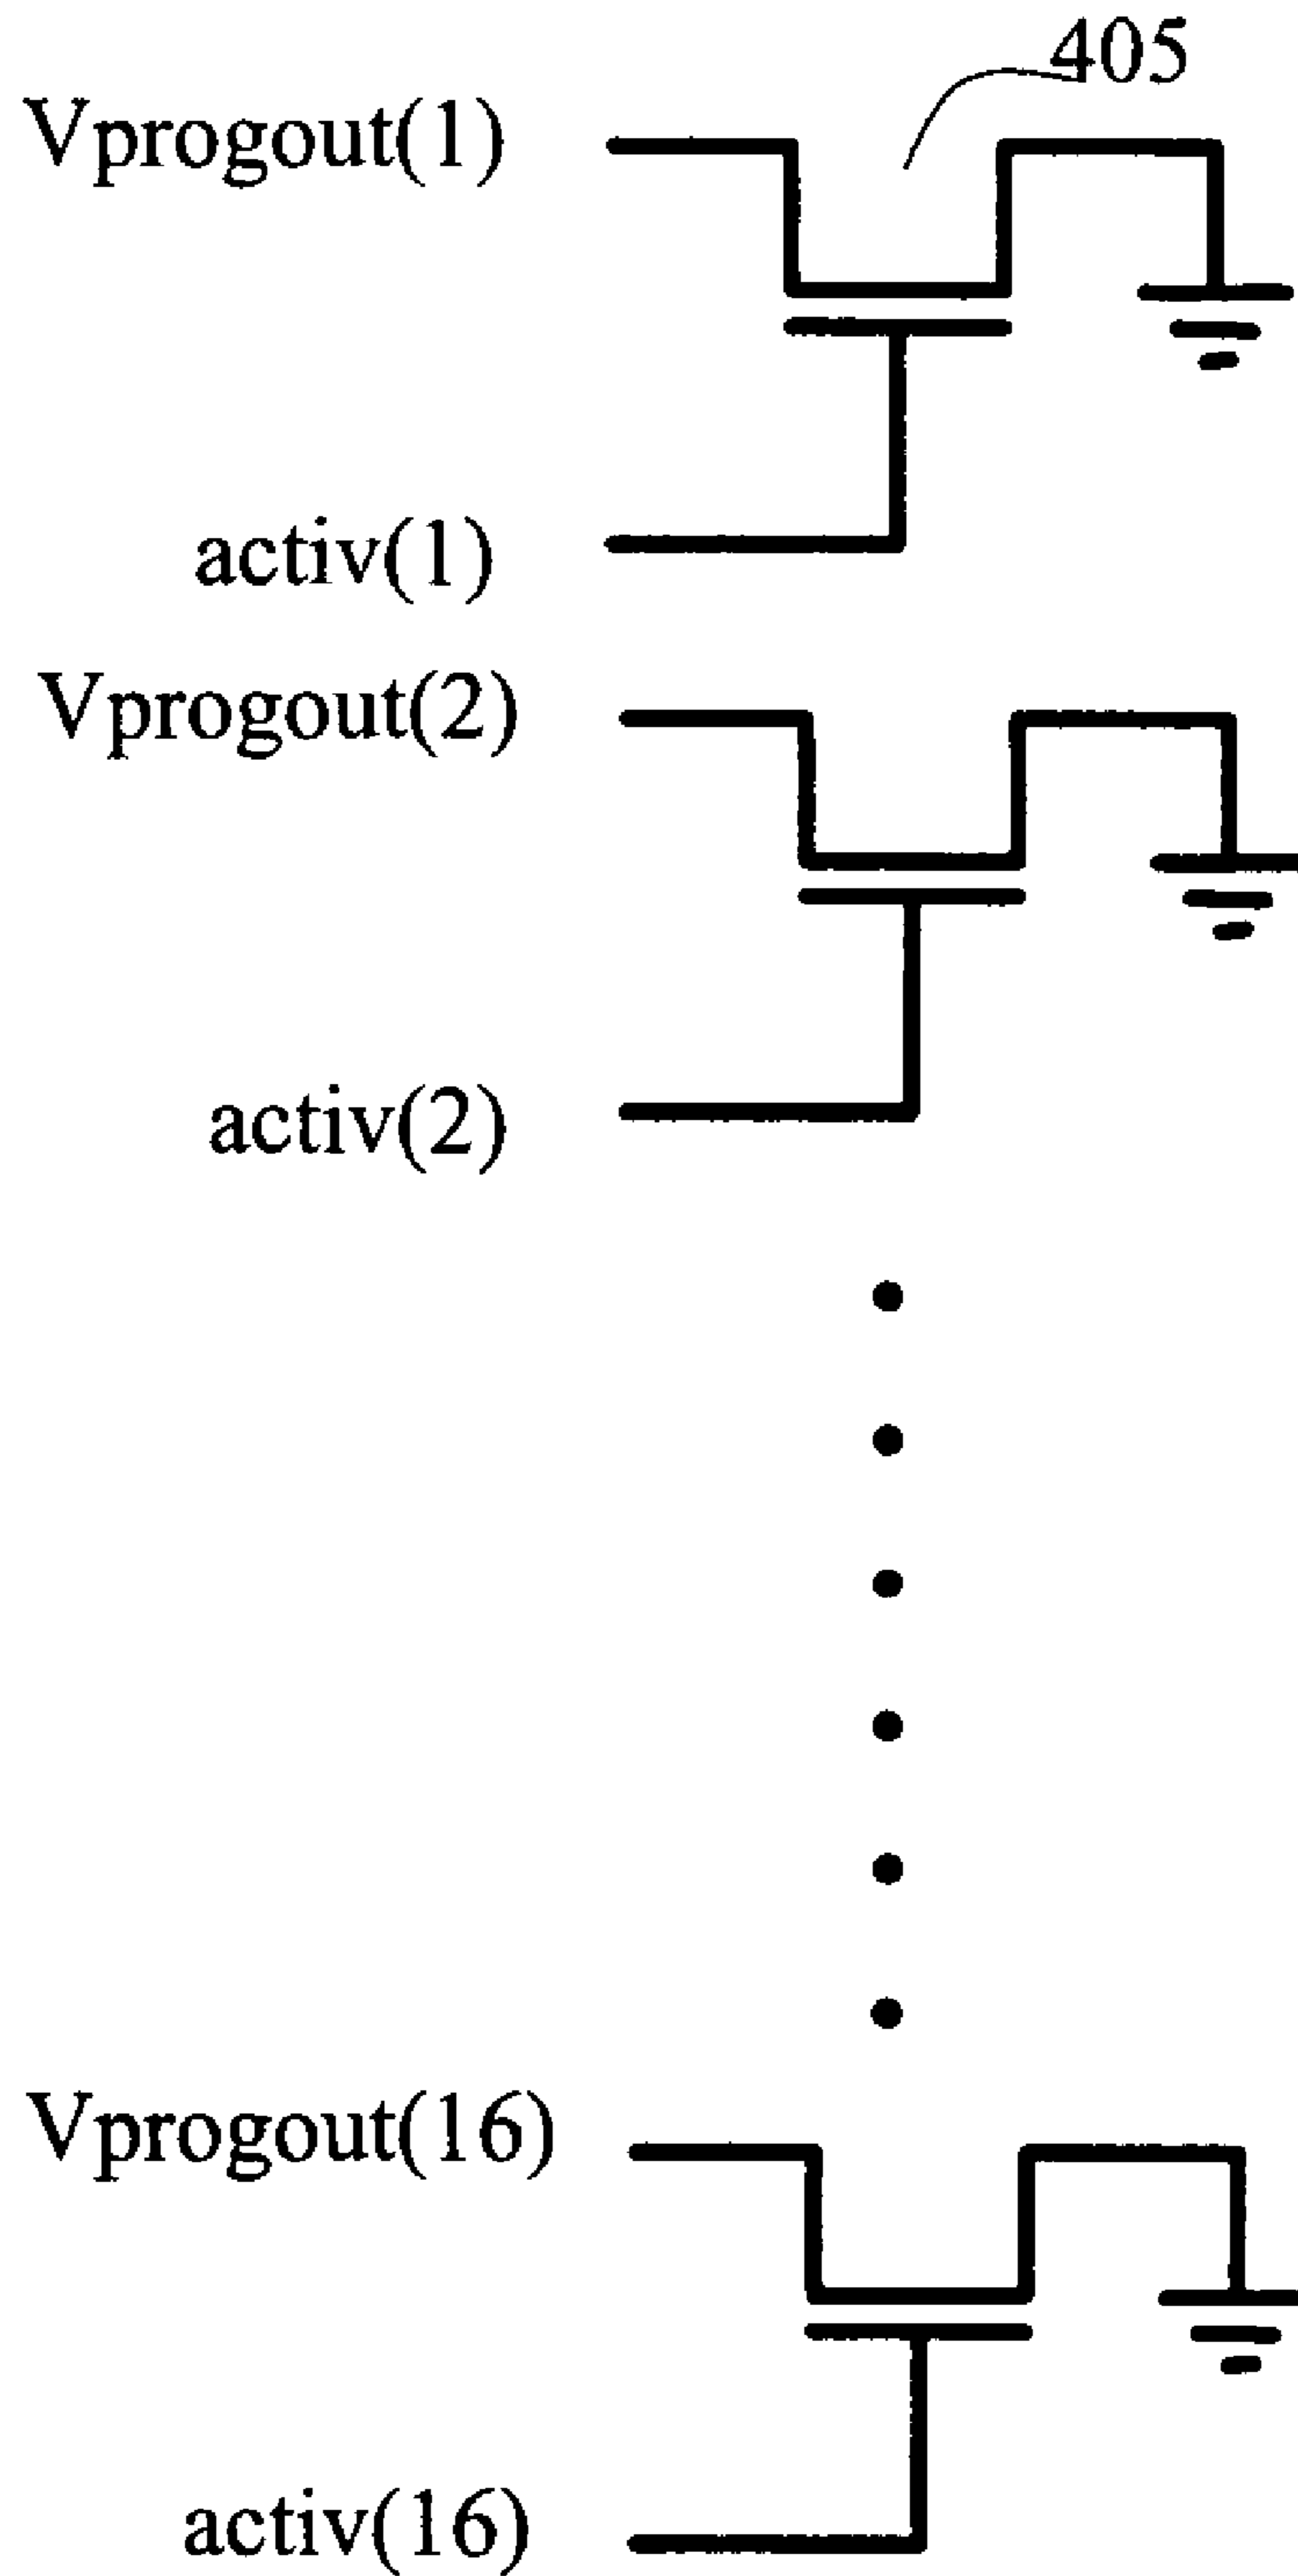 405
Vprogout(1)
activ(1)
Vprogout(2)
activ(2)
Vprogout(16)
activ(16)